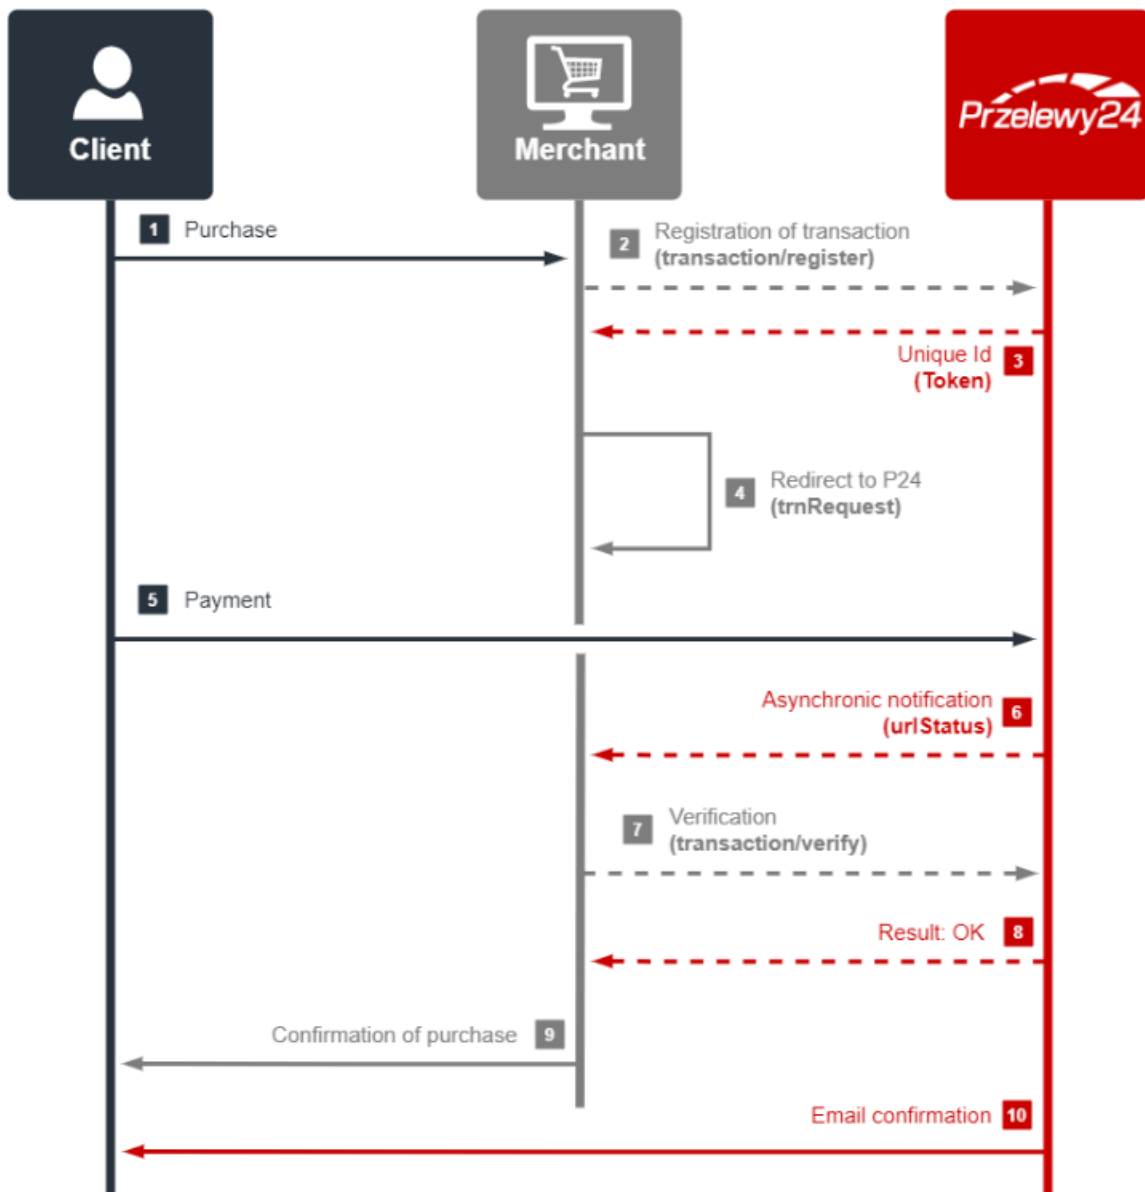 Client
Merchant
Przelewy24
1 Purchase
2 Registration of transaction
(transaction/register)
Unique Id 3
(Token)
4 Redirect to P24
(trnRequest)
5 Payment
Asynchronic notification 6
(urlStatus)
7 Verification
(transaction/verify)
Result: OK 8
Confirmation of purchase 9
Email confirmation 10